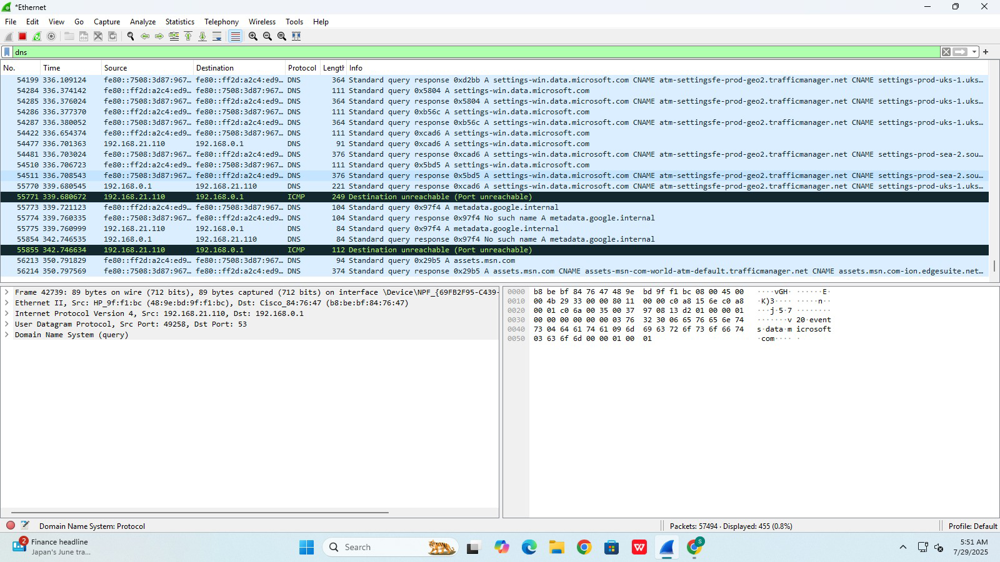 *Ethernet
File Edit View Go Capture Analyze Statistics Telephony Wireless Tools Help
dns
No. Time Source Destination Protocol Length Info
54199 336.109124 fe80::7508:3d87:967… fe80::ff2d:a2c4:ed9… DNS 364 Standard query response 0xd2bb A settings-win.data.microsoft.com CNAME atm-settingsfe-prod-geo2.trafficmanager.net CNAME settings-prod-uks-1.uks…
54284 336.374142 fe80::ff2d:a2c4:ed9… fe80::7508:3d87:967… DNS 111 Standard query 0x5804 A settings-win.data.microsoft.com
54285 336.376024 fe80::7508:3d87:967… fe80::ff2d:a2c4:ed9… DNS 364 Standard query response 0x5804 A settings-win.data.microsoft.com CNAME atm-settingsfe-prod-geo2.trafficmanager.net CNAME settings-prod-uks-1.uks…
54286 336.377370 fe80::ff2d:a2c4:ed9… fe80::7508:3d87:967… DNS 111 Standard query 0xb56c A settings-win.data.microsoft.com
54287 336.380052 fe80::7508:3d87:967… fe80::ff2d:a2c4:ed9… DNS 364 Standard query response 0xb56c A settings-win.data.microsoft.com CNAME atm-settingsfe-prod-geo2.trafficmanager.net CNAME settings-prod-uks-1.uks…
54422 336.654374 fe80::ff2d:a2c4:ed9… fe80::7508:3d87:967… DNS 111 Standard query 0xcad6 A settings-win.data.microsoft.com
54477 336.701363 192.168.21.110 192.168.0.1 DNS 91 Standard query 0xcad6 A settings-win.data.microsoft.com
54481 336.703024 fe80::7508:3d87:967… fe80::ff2d:a2c4:ed9… DNS 376 Standard query response 0xcad6 A settings-win.data.microsoft.com CNAME atm-settingsfe-prod-geo2.trafficmanager.net CNAME settings-prod-sea-2.sou…
54510 336.706723 fe80::ff2d:a2c4:ed9… fe80::7508:3d87:967… DNS 111 Standard query 0x5bd5 A settings-win.data.microsoft.com
54511 336.708543 fe80::7508:3d87:967… fe80::ff2d:a2c4:ed9… DNS 376 Standard query response 0x5bd5 A settings-win.data.microsoft.com CNAME atm-settingsfe-prod-geo2.trafficmanager.net CNAME settings-prod-sea-2.sou…
55770 339.680545 192.168.0.1 192.168.21.110 DNS 221 Standard query response 0xcad6 A settings-win.data.microsoft.com CNAME atm-settingsfe-prod-geo2.trafficmanager.net CNAME settings-prod-uks-1.uks…
55771 339.680672 192.168.21.110 192.168.0.1 ICMP 249 Destination unreachable (Port unreachable)
55773 339.721123 fe80::ff2d:a2c4:ed9… fe80::7508:3d87:967… DNS 104 Standard query 0x97f4 A metadata.google.internal
55774 339.760335 fe80::7508:3d87:967… fe80::ff2d:a2c4:ed9… DNS 104 Standard query response 0x97f4 No such name A metadata.google.internal
55775 339.760999 192.168.21.110 192.168.0.1 DNS 84 Standard query 0x97f4 A metadata.google.internal
55854 342.746535 192.168.0.1 192.168.21.110 DNS 84 Standard query response 0x97f4 No such name A metadata.google.internal
55855 342.746634 192.168.21.110 192.168.0.1 ICMP 112 Destination unreachable (Port unreachable)
56213 350.791829 fe80::ff2d:a2c4:ed9… fe80::7508:3d87:967… DNS 94 Standard query 0x29b5 A assets.msn.com
56214 350.797569 fe80::7508:3d87:967… fe80::ff2d:a2c4:ed9… DNS 374 Standard query response 0x29b5 A assets.msn.com CNAME assets-msn-com-world-atm-default.trafficmanager.net CNAME assets.msn.com-ion.edgesuite.net…
Frame 42739: 89 bytes on wire (712 bits), 89 bytes captured (712 bits) on interface \Device\NPF_{69FB2F95-C439-
Ethernet II, Src: HP_9f:f1:bc (48:9e:bd:9f:f1:bc), Dst: Cisco_84:76:47 (b8:be:bf:84:76:47)
Internet Protocol Version 4, Src: 192.168.21.110, Dst: 192.168.0.1
User Datagram Protocol, Src Port: 49258, Dst Port: 53
Domain Name System (query)
0000 b8 be bf 84 76 47 48 9e bd 9f f1 bc 08 00 45 00 ····vGH· ······E·
0010 00 4b 29 33 00 00 80 11 00 00 c0 a8 15 6e c0 a8 ·K)3···· ·····n··
0020 00 01 c0 6a 00 35 00 37 97 08 13 d2 01 00 00 01 ···j·5·7 ········
0030 00 00 00 00 00 00 03 76 32 30 06 65 76 65 6e 74 ·······v 20·event
0040 73 04 64 61 74 61 09 6d 69 63 72 6f 73 6f 66 74 s·data·m icrosoft
0050 03 63 6f 6d 00 00 01 00 01 ·com···· ·
Domain Name System: Protocol
Packets: 57494 · Displayed: 455 (0.8%)
Profile: Default
2
Finance headline
Japan's June tra...
Search
W
S
5:51 AM
7/29/2025